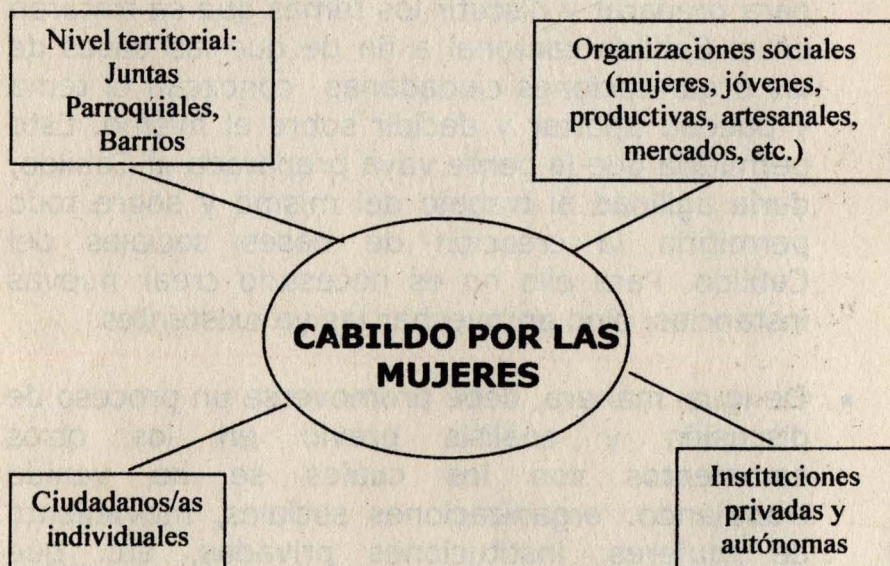 Nivel territorial:
Juntas
Parroquiales,
Barrios
Organizaciones sociales
(mujeres, jóvenes,
productivas, artesanales,
mercados, etc.)
CABILDO POR LAS
MUJERES
Ciudadanos/as
individuales
Instituciones
privadas y
autónomas